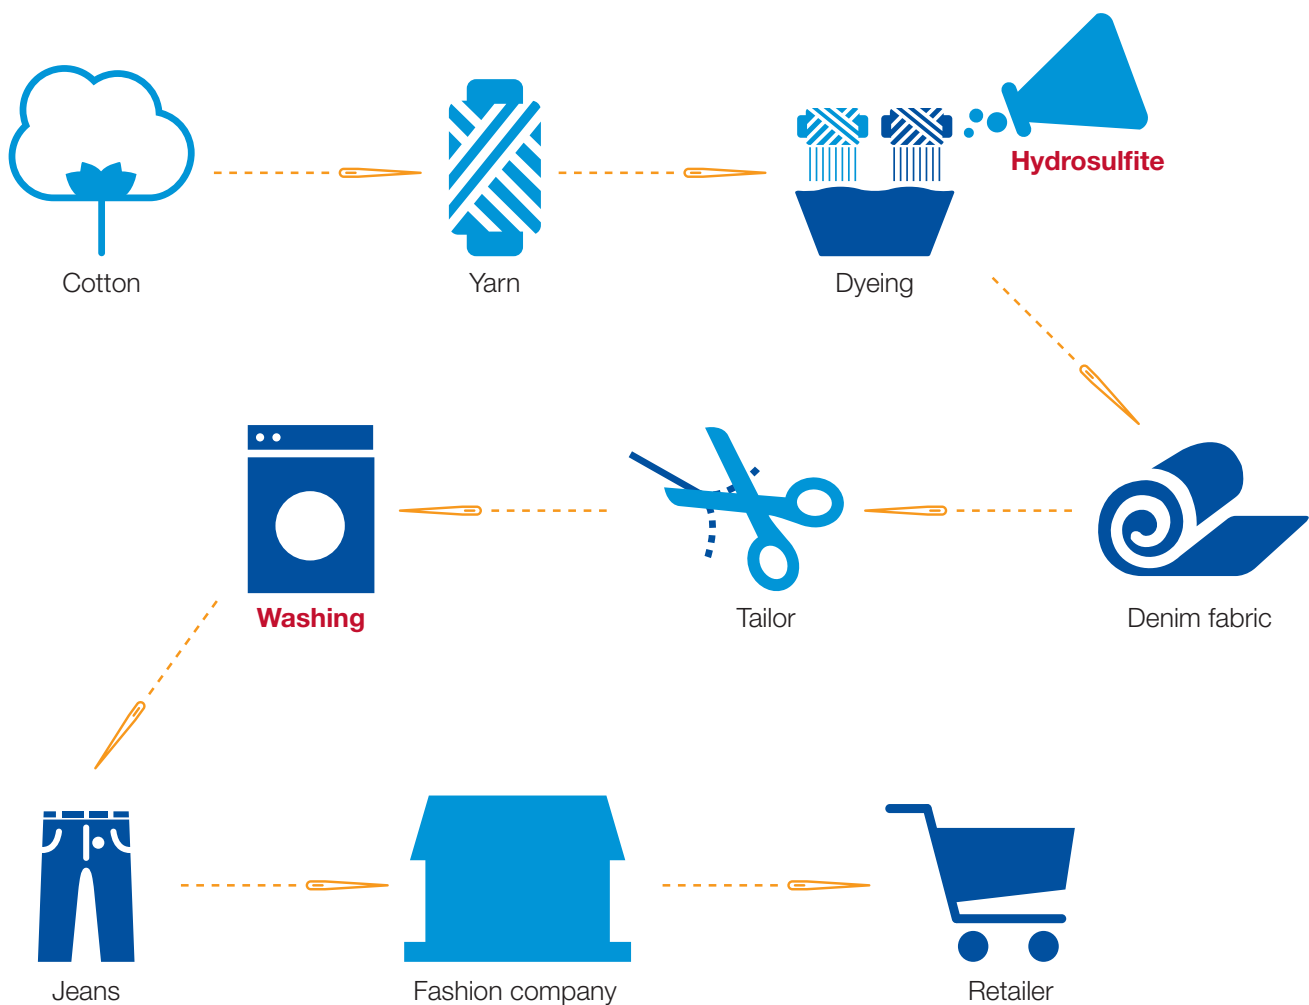 Hydrosulfite
Cotton
Yarn
Dyeing
Washing
Tailor
Denim fabric
Jeans
Fashion company
Retailer